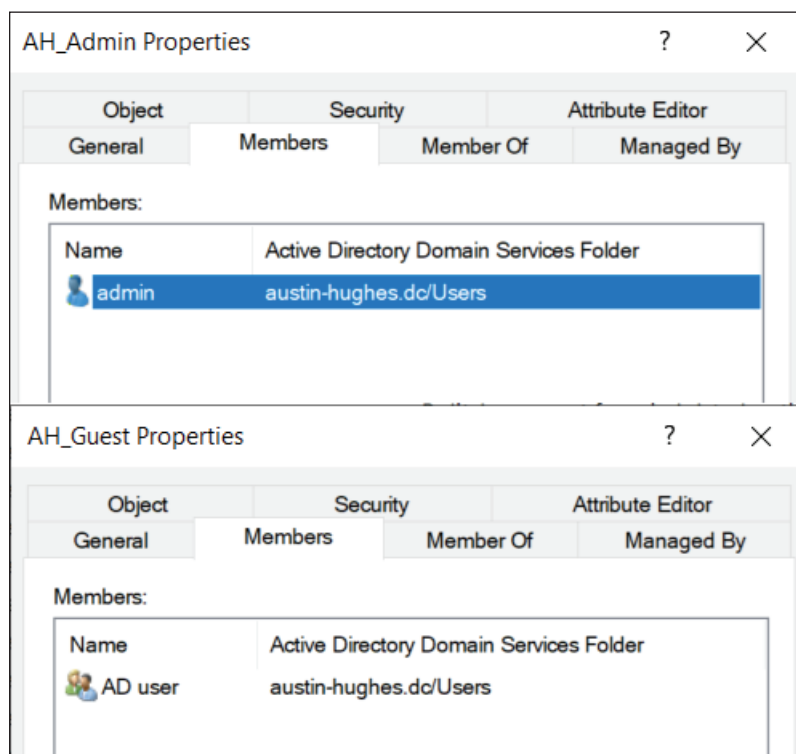 AH_Admin Properties ? ×
Object Security Attribute Editor
General Members Member Of Managed By
Members:
Name Active Directory Domain Services Folder
admin austin-hughes.dc/Users
AH_Guest Properties ? ×
Object Security Attribute Editor
General Members Member Of Managed By
Members:
Name Active Directory Domain Services Folder
AD user austin-hughes.dc/Users